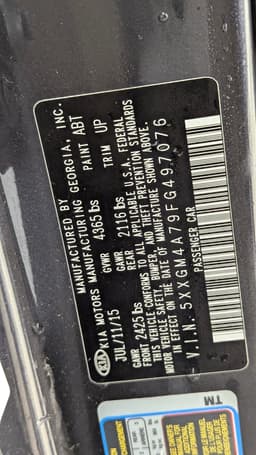 MANUFACTURED BY
KIA KIA MOTORS MANUFACTURING GEORGIA, INC.
JUL/11/15 PAINT ABT TRIM UP
GVWR 4365 lbs
GAWR FRONT 2425 lbs GAWR REAR 2116 lbs
THIS VEHICLE CONFORMS TO ALL APPLICABLE U.S.A. FEDERAL
MOTOR VEHICLE SAFETY, BUMPER, AND THEFT PREVENTION STANDARDS
IN EFFECT ON THE DATE OF MANUFACTURE SHOWN ABOVE.
V.I.N. 5XXGM4A79FG497076
PASSENGER CAR
TM